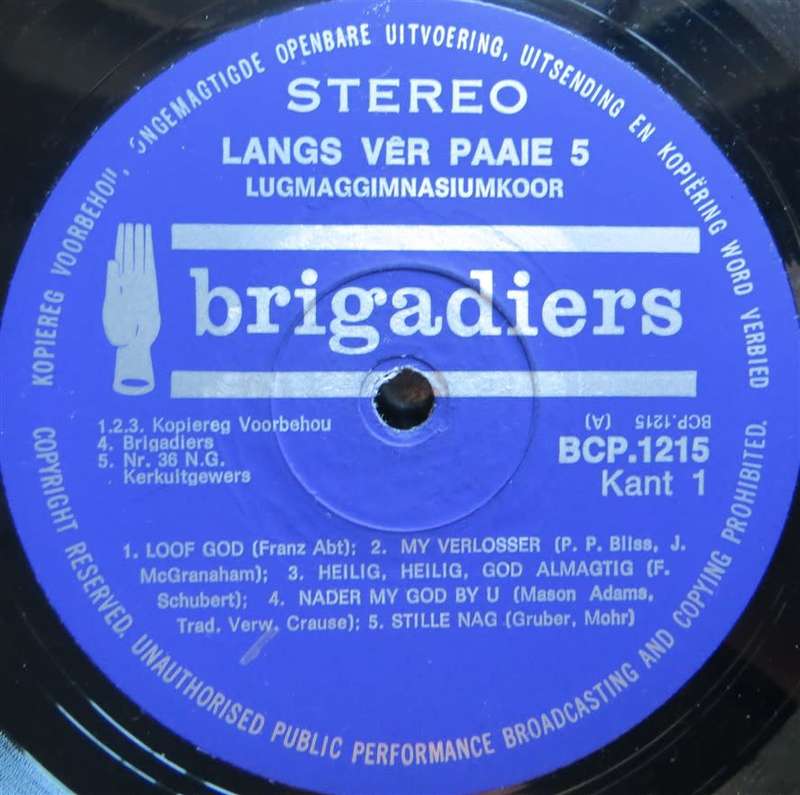 KOPIEREG VOORBEHOU, ONGEMAGTIGDE OPENBARE UITVOERING, UITSENDING EN KOPIËRING WORD VERBIED
STEREO
LANGS VÊR PAAIE 5
LUGMAGGIMNASIUMKOOR
brigadiers
1.2.3. Kopiereg Voorbehou
4. Brigadiers
5. Nr. 36 N.G.
Kerkuitgewers
BCP.1215 (A)
BCP.1215
Kant 1
1. LOOF GOD (Franz Abt); 2. MY VERLOSSER (P. P. Bliss, J.
McGranaham); 3. HEILIG, HEILIG, GOD ALMAGTIG (F.
Schubert); 4. NADER MY GOD BY U (Mason Adams,
Trad. Verw. Crause); 5. STILLE NAG (Gruber, Mohr)
COPYRIGHT RESERVED. UNAUTHORISED PUBLIC PERFORMANCE BROADCASTING AND COPYING PROHIBITED.